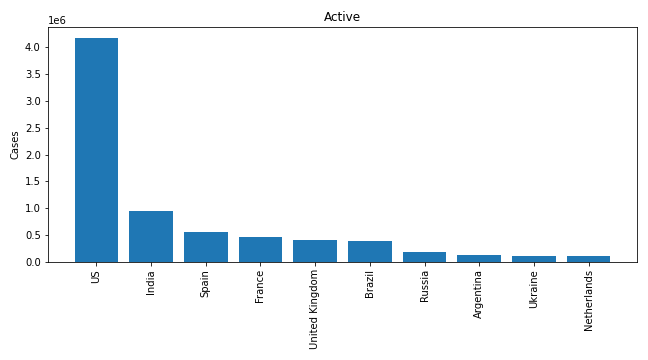 Active
1e6
4.0
3.5
3.0
2.5
2.0
1.5
1.0
0.5
0.0
Cases
US
India
Spain
France
United Kingdom
Brazil
Russia
Argentina
Ukraine
Netherlands